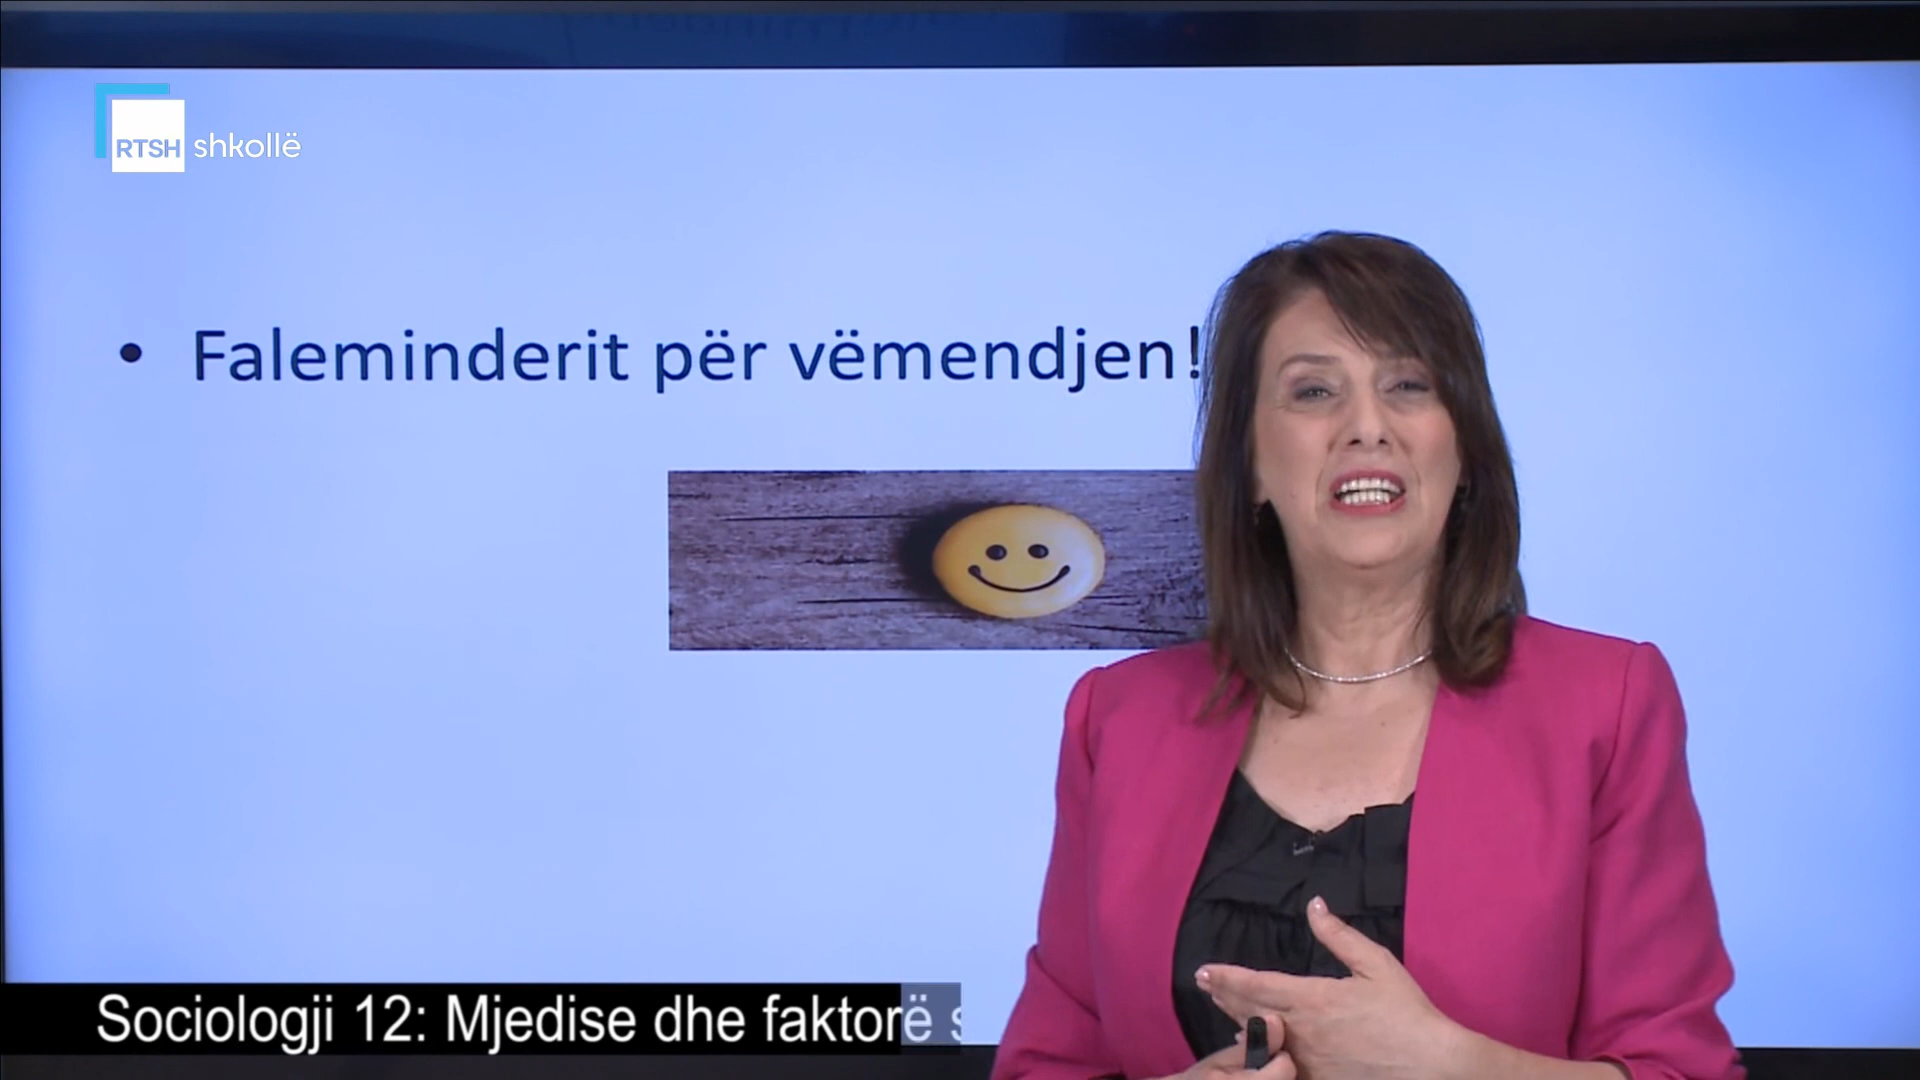 RTSH shkollë
• Faleminderit për vëmendjen!
Sociologji 12: Mjedise dhe faktorë